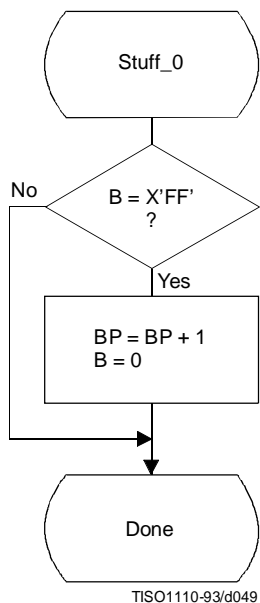 Stuff_0
No
B = X’FF’
?
Yes
BP = BP + 1
B = 0
Done
TISO1110-93/d049